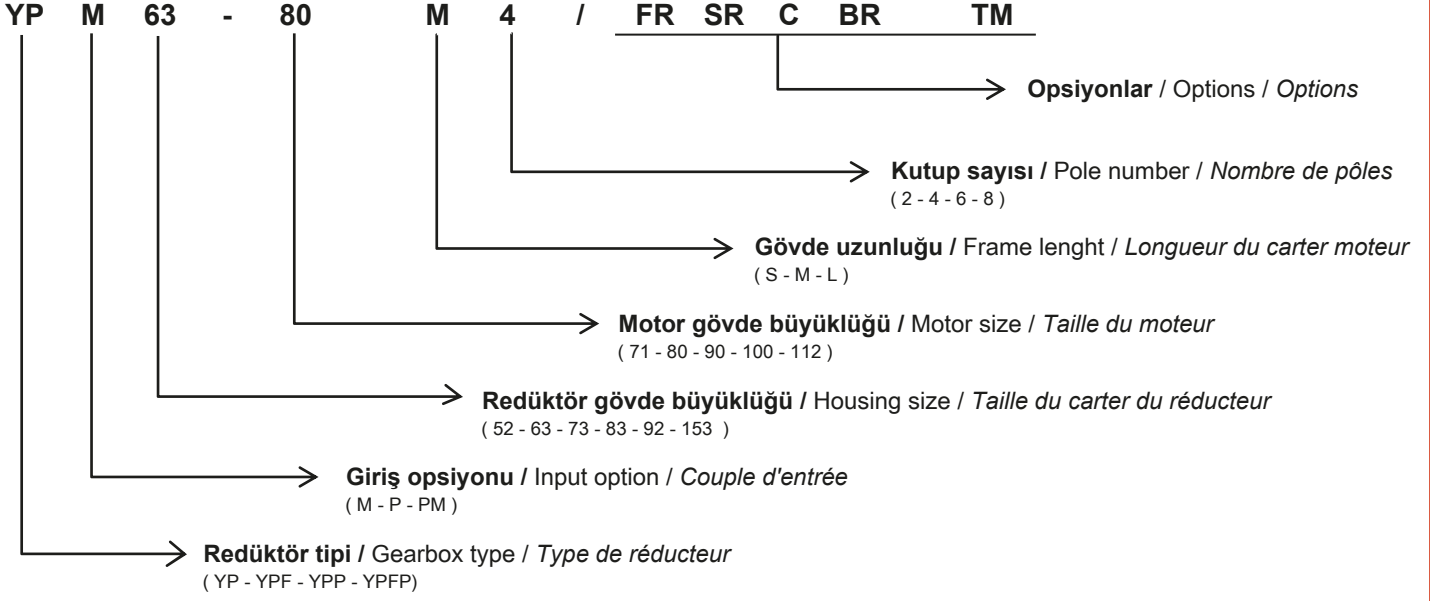 YP M 63 - 80 M 4 / FR SR C BR TM
Opsiyonlar / Options / Options
Kutup sayısı / Pole number / Nombre de pôles
( 2 - 4 - 6 - 8 )
Gövde uzunluğu / Frame lenght / Longueur du carter moteur
( S - M - L )
Motor gövde büyüklüğü / Motor size / Taille du moteur
( 71 - 80 - 90 - 100 - 112 )
Redüktör gövde büyüklüğü / Housing size / Taille du carter du réducteur
( 52 - 63 - 73 - 83 - 92 - 153 )
Giriş opsiyonu / Input option / Couple d'entrée
( M - P - PM )
Redüktör tipi / Gearbox type / Type de réducteur
( YP - YPF - YPP - YPFP)